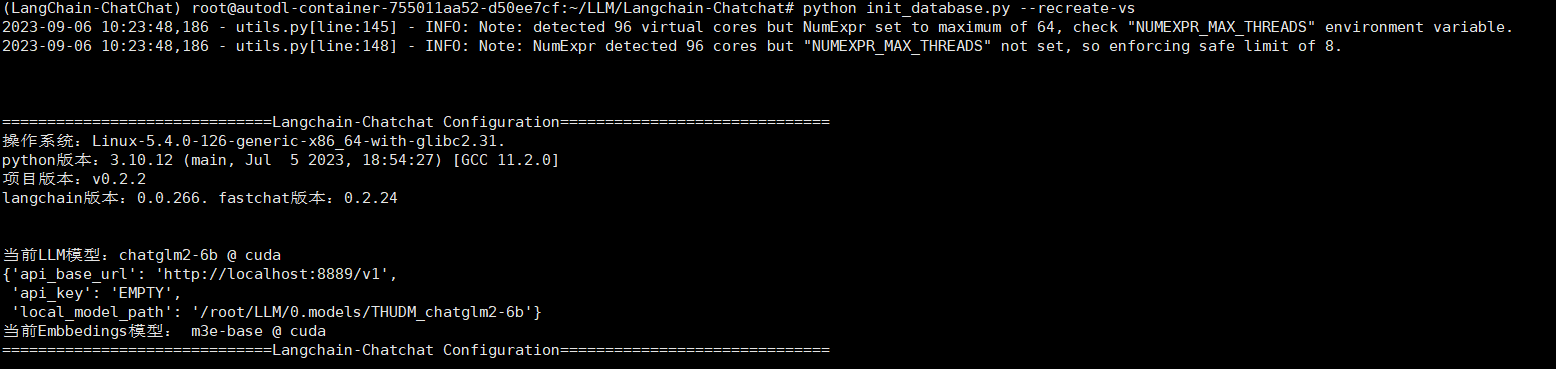 (LangChain-ChatChat) root@autodl-container-755011aa52-d50ee7cf:~/LLM/Langchain-Chatchat# python init_database.py --recreate-vs
2023-09-06 10:23:48,186 - utils.py[line:145] - INFO: Note: detected 96 virtual cores but NumExpr set to maximum of 64, check "NUMEXPR_MAX_THREADS" environment variable.
2023-09-06 10:23:48,186 - utils.py[line:148] - INFO: Note: NumExpr detected 96 cores but "NUMEXPR_MAX_THREADS" not set, so enforcing safe limit of 8.
==============================Langchain-Chatchat Configuration==============================
操作系统：Linux-5.4.0-126-generic-x86_64-with-glibc2.31.
python版本：3.10.12 (main, Jul  5 2023, 18:54:27) [GCC 11.2.0]
项目版本：v0.2.2
langchain版本：0.0.266. fastchat版本：0.2.24
当前LLM模型：chatglm2-6b @ cuda
{'api_base_url': 'http://localhost:8889/v1',
 'api_key': 'EMPTY',
 'local_model_path': '/root/LLM/0.models/THUDM_chatglm2-6b'}
当前Embbedings模型： m3e-base @ cuda
==============================Langchain-Chatchat Configuration==============================